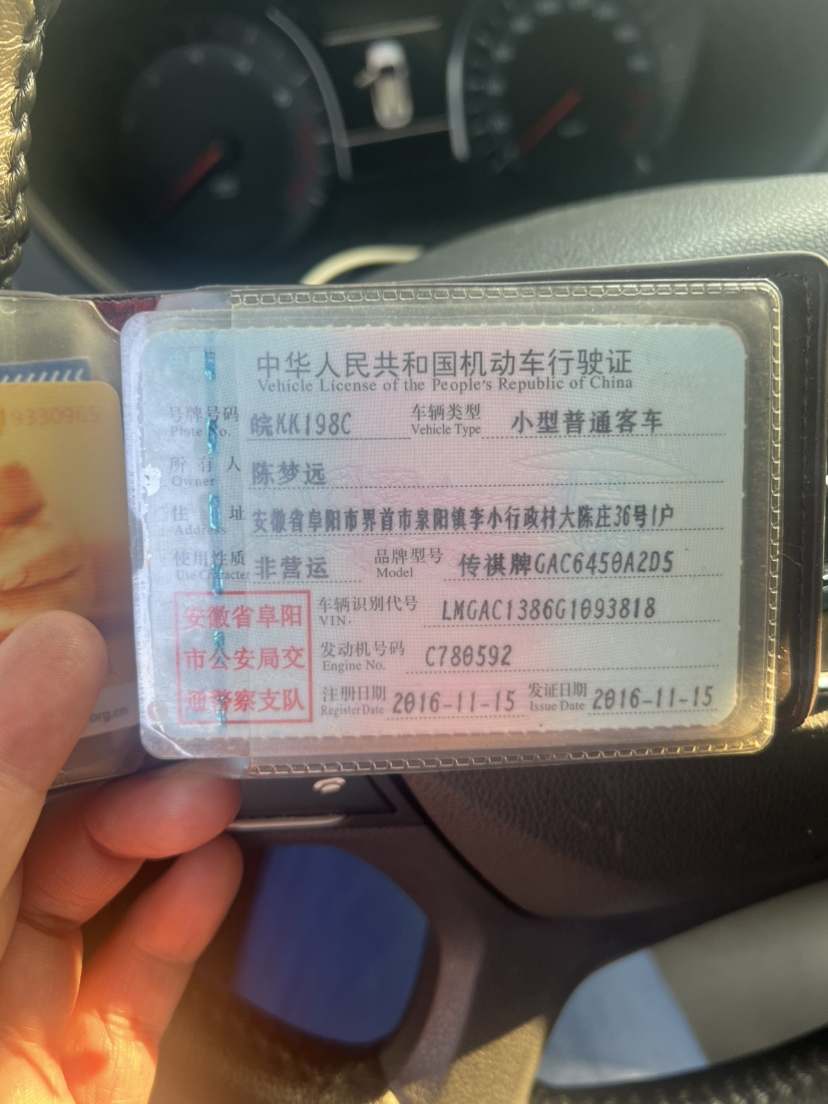 中华人民共和国机动车行驶证
Vehicle License of the People's Republic of China
号牌号码 皖KK198C 车辆类型 小型普通客车
Plate No. Vehicle Type
所有人 陈梦远
Owner
住址 安徽省阜阳市界首市泉阳镇李小行政村大陈庄36号1户
Address
使用性质 非营运 品牌型号 传祺牌GAC6450A2D5
Use Character Model
车辆识别代号 LMGAC1386G1093818
VIN.
发动机号码 C780592
Engine No.
注册日期 2016-11-15 发证日期 2016-11-15
Register Date Issue Date
安徽省阜阳
市公安局交
通警察支队
9330965
.org.cn